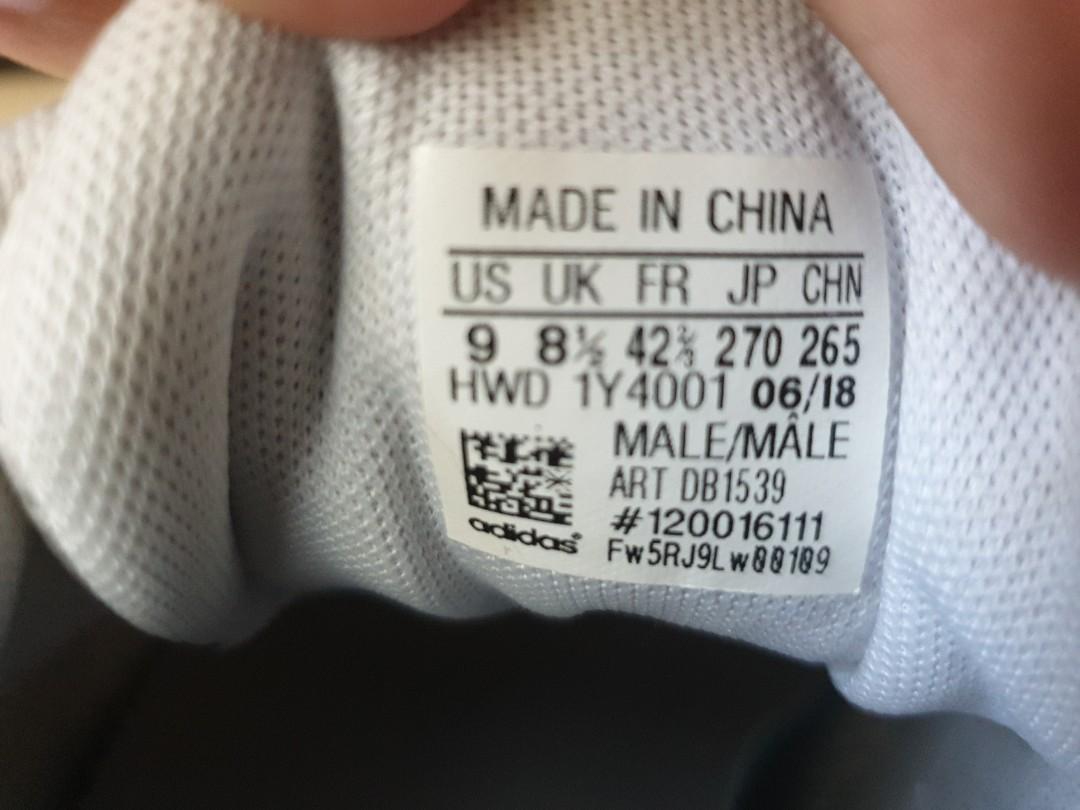 MADE IN CHINA
US UK FR JP CHN
9 8½ 42⅔ 270 265
HWD 1Y4001 06/18
MALE/MÂLE
ART DB1539
#120016111
Fw5RJ9Lw00109
adidas®